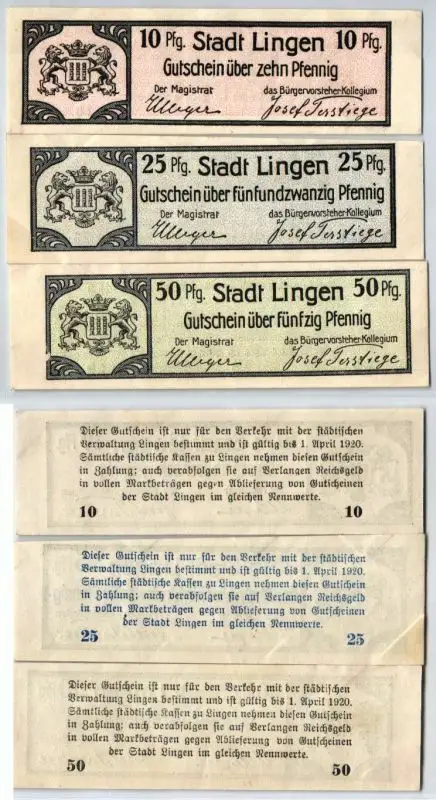 10 Pfg. Stadt Lingen 10 Pfg.
Gutschein über zehn Pfennig
Der Magistrat das Bürgervorsteher-Kollegium
Meyer Josef Terstiege
25 Pfg. Stadt Lingen 25 Pfg.
Gutschein über fünfundzwanzig Pfennig
Der Magistrat das Bürgervorsteher-Kollegium
Meyer Josef Terstiege
50 Pfg. Stadt Lingen 50 Pfg.
Gutschein über fünfzig Pfennig
Der Magistrat das Bürgervorsteher-Kollegium
Meyer Josef Terstiege
Dieser Gutschein ist nur für den Verkehr mit der städtischen
Verwaltung Lingen bestimmt und ist gültig bis 1. April 1920.
Sämtliche städtische Kassen zu Lingen nehmen diesen Gutschein
in Zahlung; auch verabfolgen sie auf Verlangen Reichsgeld
in vollen Markbeträgen gegen Ablieferung von Gutscheinen
der Stadt Lingen im gleichen Nennwerte.
10 10
Dieser Gutschein ist nur für den Verkehr mit der städtischen
Verwaltung Lingen bestimmt und ist gültig bis 1. April 1920.
Sämtliche städtische Kassen zu Lingen nehmen diesen Gutschein
in Zahlung; auch verabfolgen sie auf Verlangen Reichsgeld
in vollen Markbeträgen gegen Ablieferung von Gutscheinen
der Stadt Lingen im gleichen Nennwerte.
25 25
Dieser Gutschein ist nur für den Verkehr mit der städtischen
Verwaltung Lingen bestimmt und ist gültig bis 1. April 1920.
Sämtliche städtische Kassen zu Lingen nehmen diesen Gutschein
in Zahlung; auch verabfolgen sie auf Verlangen Reichsgeld
in vollen Markbeträgen gegen Ablieferung von Gutscheinen
der Stadt Lingen im gleichen Nennwerte.
50 50